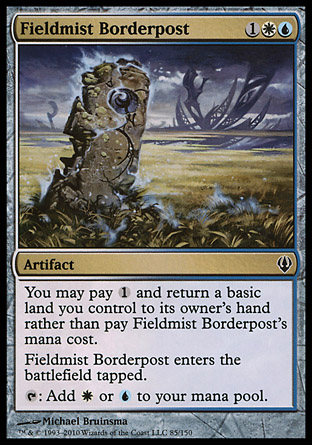 Fieldmist Borderpost 1
Artifact
You may pay 1 and return a basic
land you control to its owner's hand
rather than pay Fieldmist Borderpost's
mana cost.
Fieldmist Borderpost enters the
battlefield tapped.
: Add or to your mana pool.
Michael Bruinsma
™ & © 1993–2010 Wizards of the Coast LLC 85/150